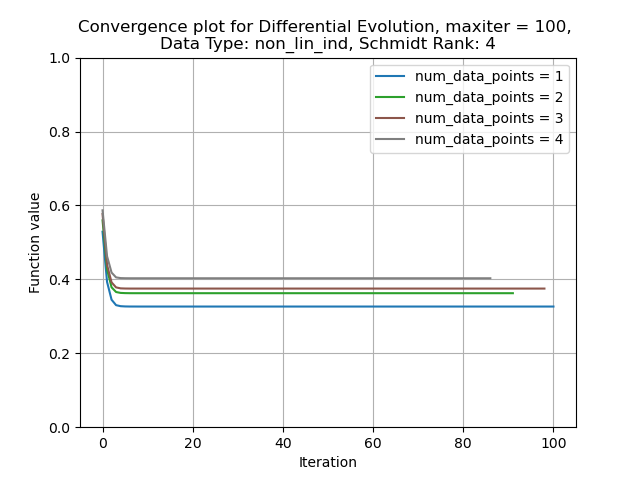 Convergence plot for Differential Evolution, maxiter = 100,
Data Type: non_lin_ind, Schmidt Rank: 4
1.0
0.8
0.6
0.4
0.2
0.0
Function value
num_data_points = 1
num_data_points = 2
num_data_points = 3
num_data_points = 4
0
20
40
60
80
100
Iteration